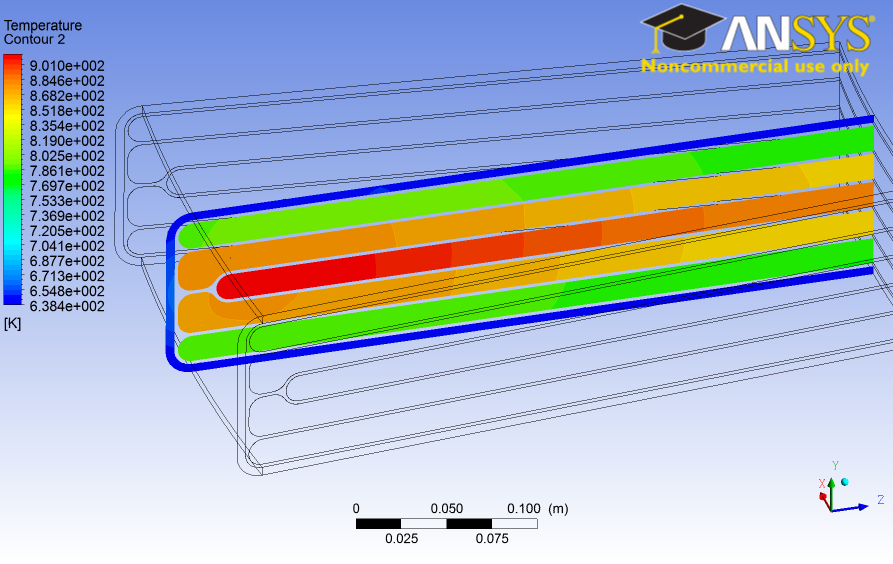 Temperature
Contour 2
9.010e+002
8.846e+002
8.682e+002
8.518e+002
8.354e+002
8.190e+002
8.025e+002
7.861e+002
7.697e+002
7.533e+002
7.369e+002
7.205e+002
7.041e+002
6.877e+002
6.713e+002
6.548e+002
6.384e+002
[K]
ANSYS
Noncommercial use only
0 0.050 0.100 (m)
0.025 0.075
Y
X Z